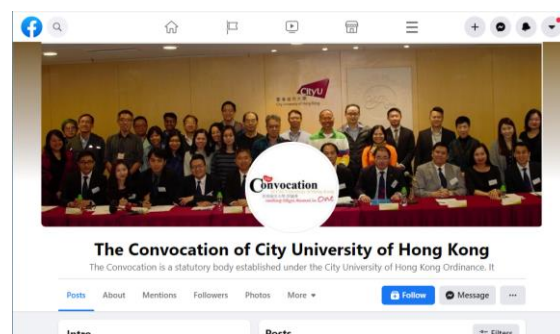 CityU
Convocation
The Convocation of City University of Hong Kong
The Convocation is a statutory body established under the City University of Hong Kong Ordinance. It
Posts About Mentions Followers Photos More
Follow Message ...
Intro
Posts
Filters